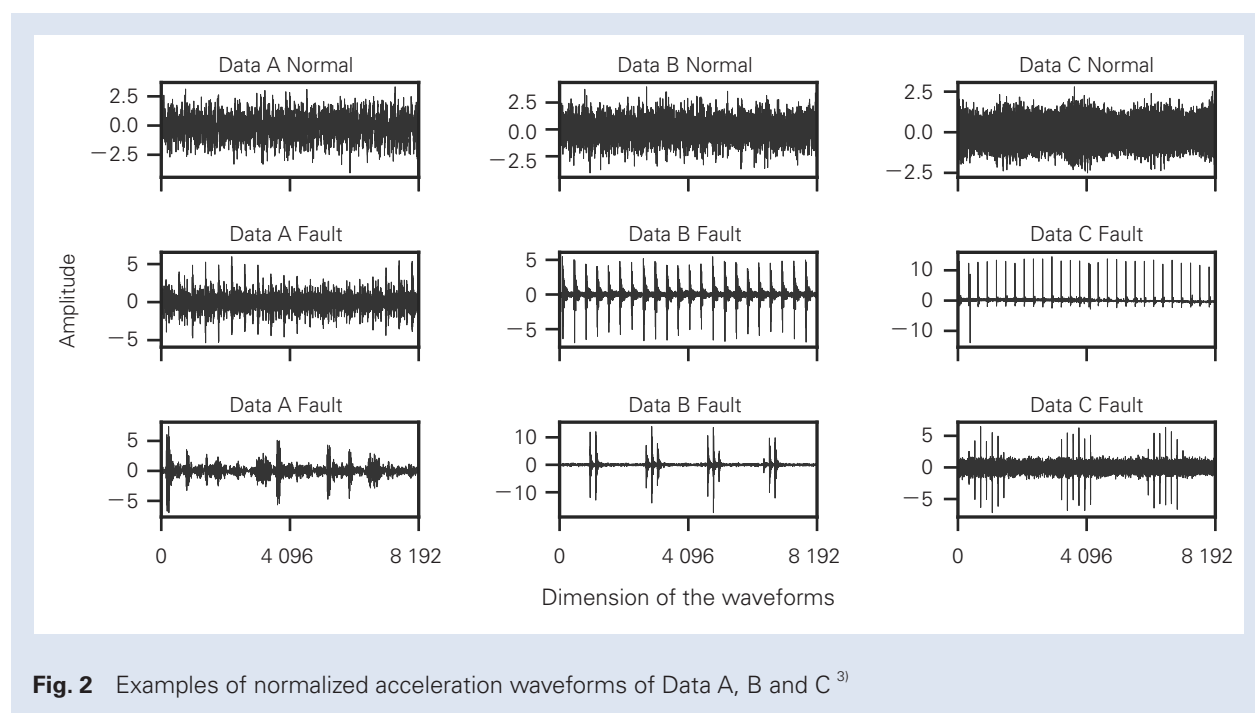 Data A Normal
Data B Normal
Data C Normal
2.5
0.0
−2.5
2.5
0.0
−2.5
2.5
0.0
−2.5
Data A Fault
Data B Fault
Data C Fault
Amplitude
5
0
−5
5
0
−5
10
0
−10
Data A Fault
Data B Fault
Data C Fault
5
0
−5
10
0
−10
5
0
−5
0 4 096 8 192
0 4 096 8 192
0 4 096 8 192
Dimension of the waveforms
Fig. 2 Examples of normalized acceleration waveforms of Data A, B and C 3)